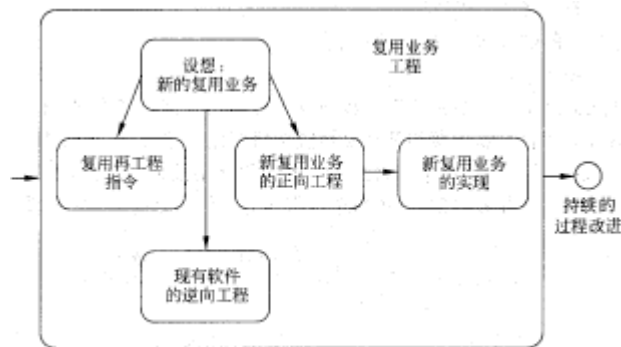 复用业务
工程
设想：
新的复用业务
复用再工程
指令
新复用业务
的正向工程
新复用业务
的实现
持续的
过程改进
现有软件
的逆向工程